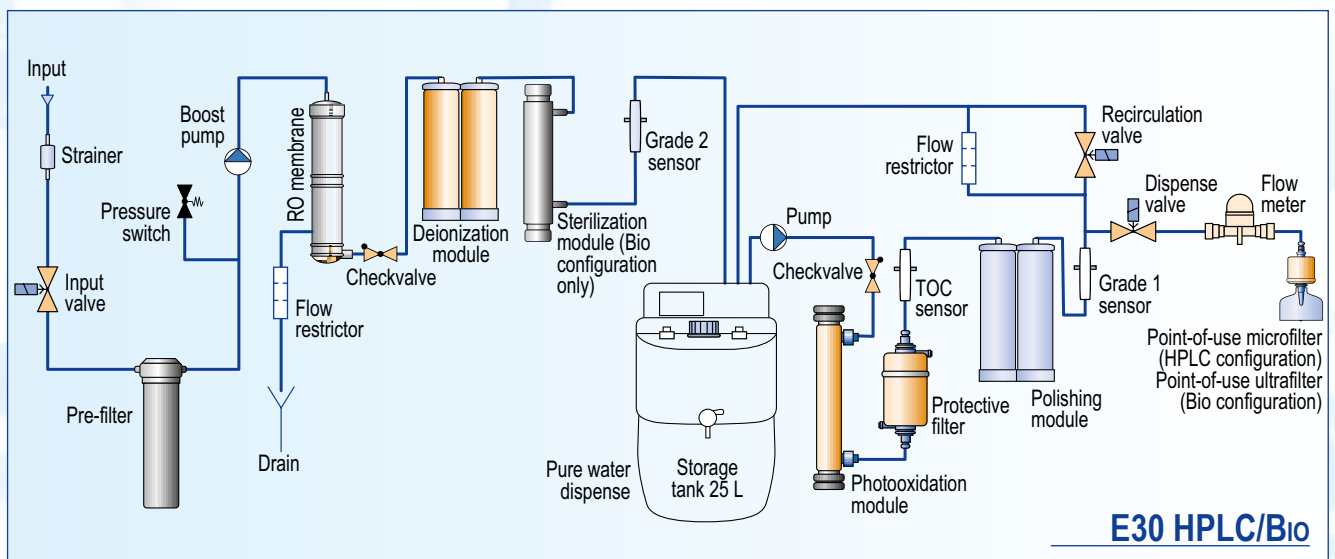 Input
Strainer
Pressure
switch
Boost
pump
Input
valve
Pre-filter
RO membrane
Flow
restrictor
Drain
Checkvalve
Deionization
module
Sterilization
module (Bio
configuration
only)
Grade 2
sensor
Pure water
dispense
Storage
tank 25 L
Pump
Checkvalve
Photooxidation
module
TOC
sensor
Protective
filter
Polishing
module
Flow
restrictor
Recirculation
valve
Grade 1
sensor
Dispense
valve
Flow
meter
Point-of-use microfilter
(HPLC configuration)
Point-of-use ultrafilter
(Bio configuration)
E30 HPLC/BIO